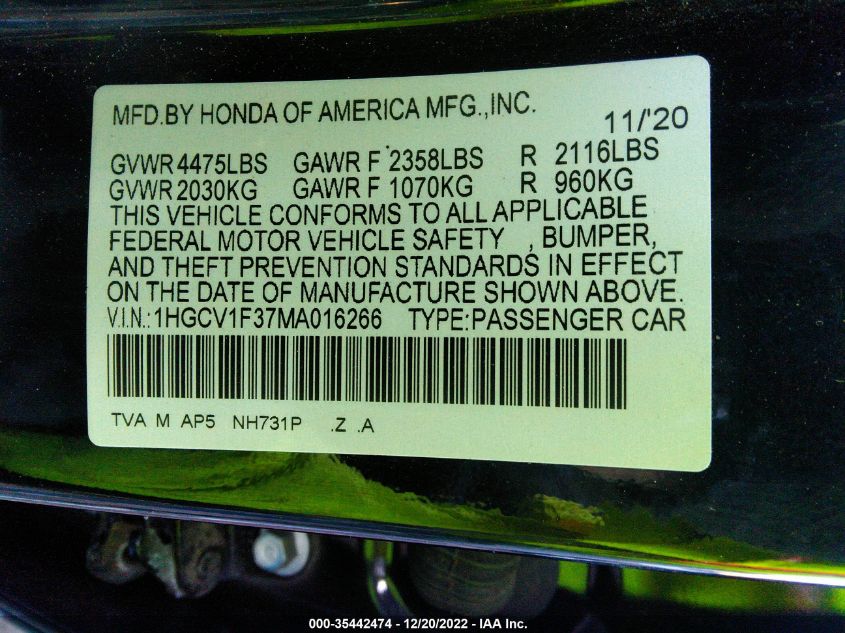 MFD.BY HONDA OF AMERICA MFG.,INC.
11/'20
GVWR 4475LBS GAWR F 2358LBS R 2116LBS
GVWR 2030KG GAWR F 1070KG R 960KG
THIS VEHICLE CONFORMS TO ALL APPLICABLE
FEDERAL MOTOR VEHICLE SAFETY , BUMPER,
AND THEFT PREVENTION STANDARDS IN EFFECT
ON THE DATE OF MANUFACTURE SHOWN ABOVE.
V.I.N.: 1HGCV1F37MA016266 TYPE:PASSENGER CAR
TVA M AP5 NH731P .Z .A
000-35442474 - 12/20/2022 - IAA Inc.